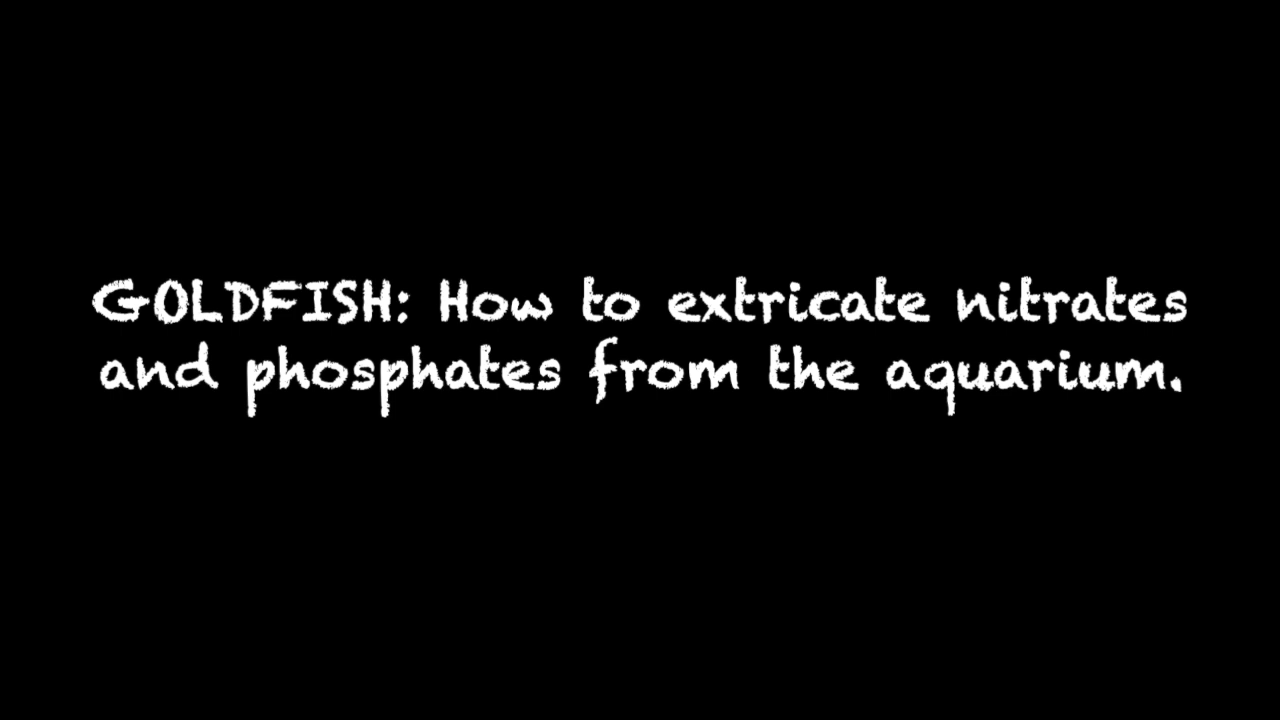 GOLDFISH: How to extricate nitrates
and phosphates from the aquarium.